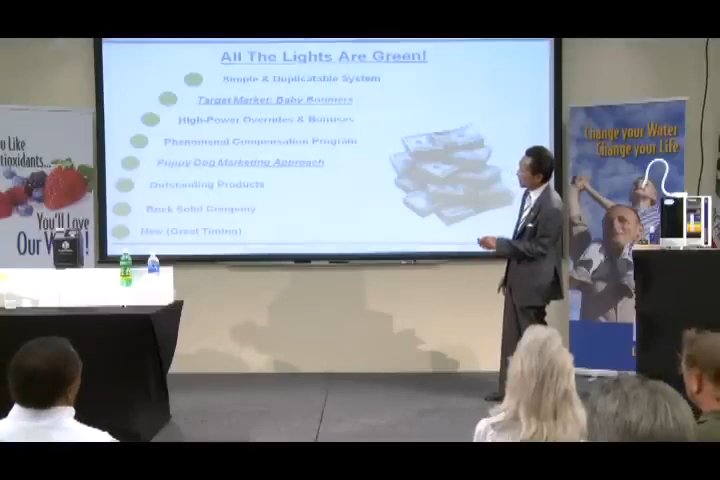 All The Lights Are Green!
Simple & Duplicatable System
Target Market: Baby Boomers
High-Power Overrides & Bonuses
Phenomenal Compensation Program
Puppy Dog Marketing Approach
Outstanding Products
Rock Solid Company
New (Great Timing)
You Like
tioxidants...
You'll Love
Our W
!
Change your Water
Change your Life